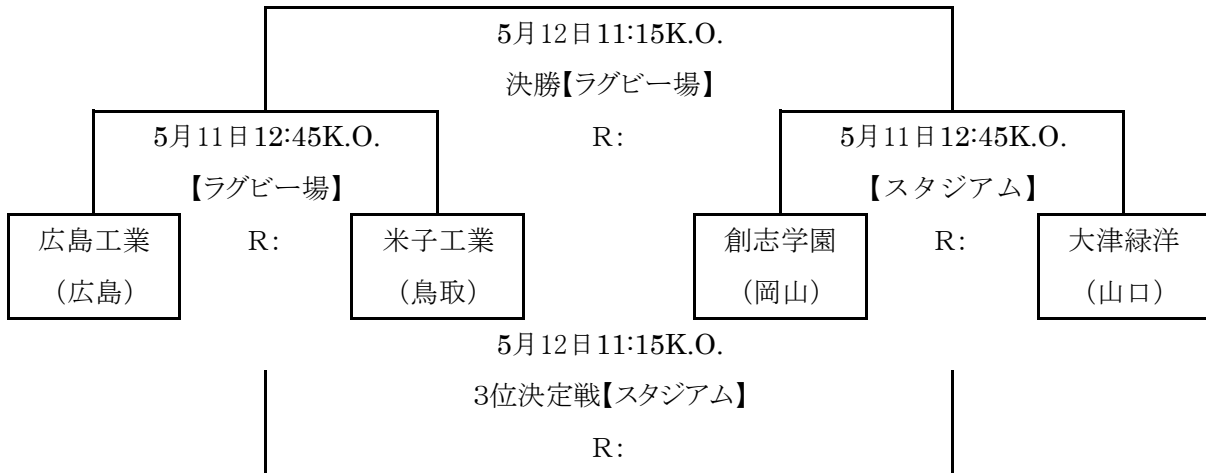 5月12日11:15K.O.
決勝【ラグビー場】
5月11日12:45K.O.
R:
5月11日12:45K.O.
【ラグビー場】
【スタジアム】
広島工業
R:
米子工業
創志学園
R:
大津緑洋
(広島)
(鳥取)
(岡山)
(山口)
5月12日11:15K.O.
3位決定戦【スタジアム】
R: